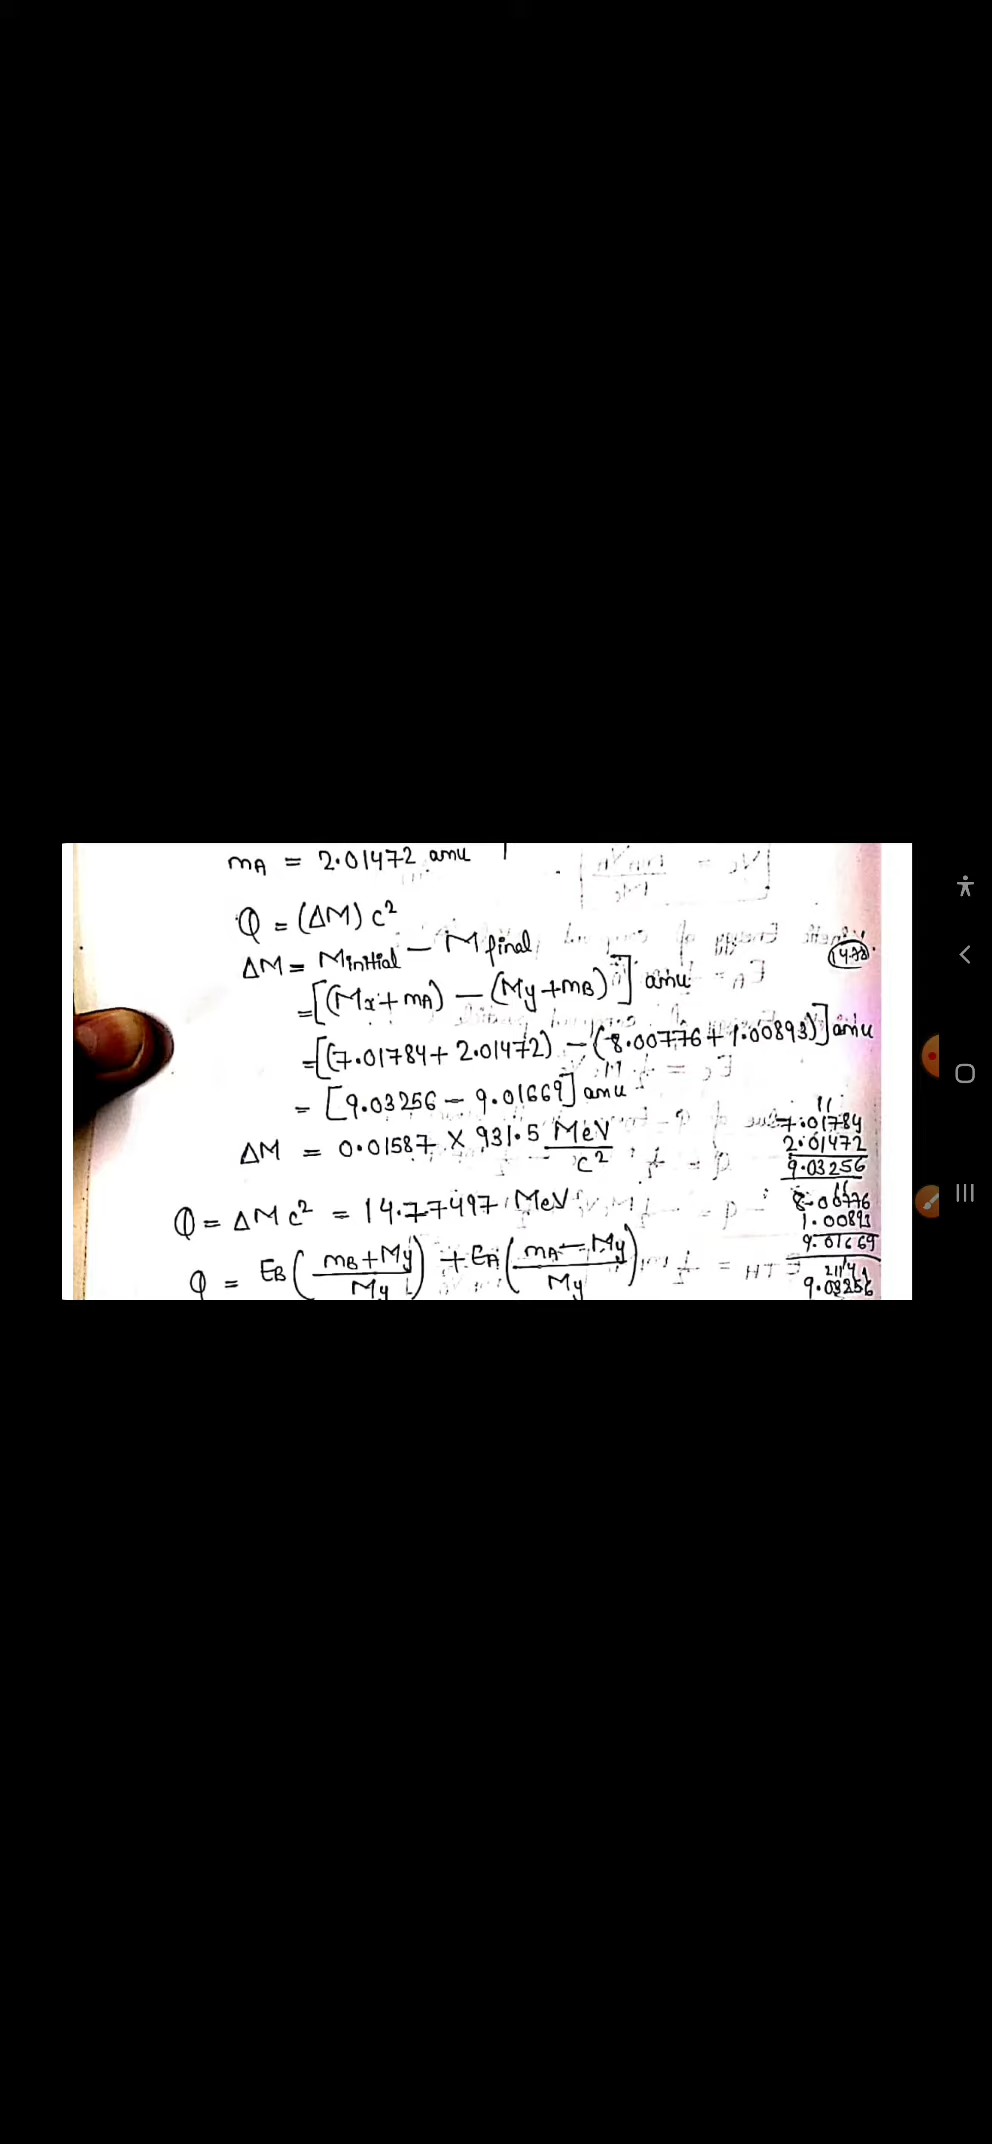 mA = 2.01472 amu
Q = (ΔM) c²
ΔM = Minitial − Mfinal
= [(Mx + mA) − (My + mB)] amu
= [(7.01784 + 2.01472) − (8.00776 + 1.00893)] amu
= [9.03256 − 9.01669] amu
ΔM = 0.01587 × 931.5 MeV/c²
Q = ΔM c² = 14.77497 MeV
Q = EB ( (mB + My) / My ) + EA ( (mA − My) / My )
7.01784
2.01472
9.03256
8.00776
1.00893
9.01669
9.03256